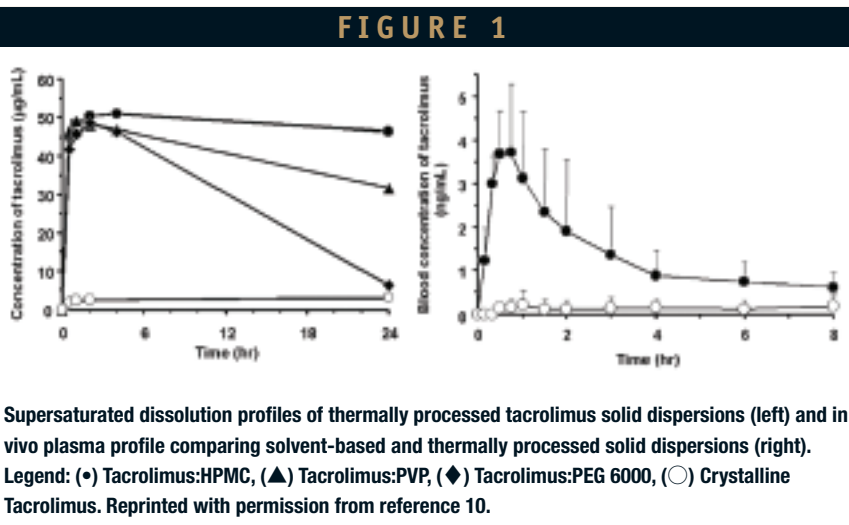 FIGURE 1
Concentration of tacrolimus (µg/mL)
60
50
40
30
20
10
0
0 6 12 18 24
Time (hr)
Blood concentration of tacrolimus
(ng/mL)
5
4
3
2
1
0
0 2 4 6 8
Time (hr)
Supersaturated dissolution profiles of thermally processed tacrolimus solid dispersions (left) and in
vivo plasma profile comparing solvent-based and thermally processed solid dispersions (right).
Legend: (•) Tacrolimus:HPMC, (▲) Tacrolimus:PVP, (♦) Tacrolimus:PEG 6000, (○) Crystalline
Tacrolimus. Reprinted with permission from reference 10.